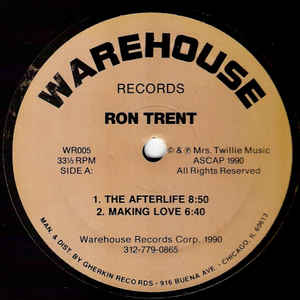 WAREHOUSE
RECORDS
RON TRENT
WR005
33⅓ RPM
SIDE A:
© & ℗ Mrs. Twillie Music
ASCAP 1990
All Rights Reserved
1. THE AFTERLIFE 8:50
2. MAKING LOVE 6:40
Warehouse Records Corp. 1990
312-779-0865
MAN. & DIST. BY GHERKIN RECORDS - 916 BUENA AVE. - CHICAGO, IL 60613